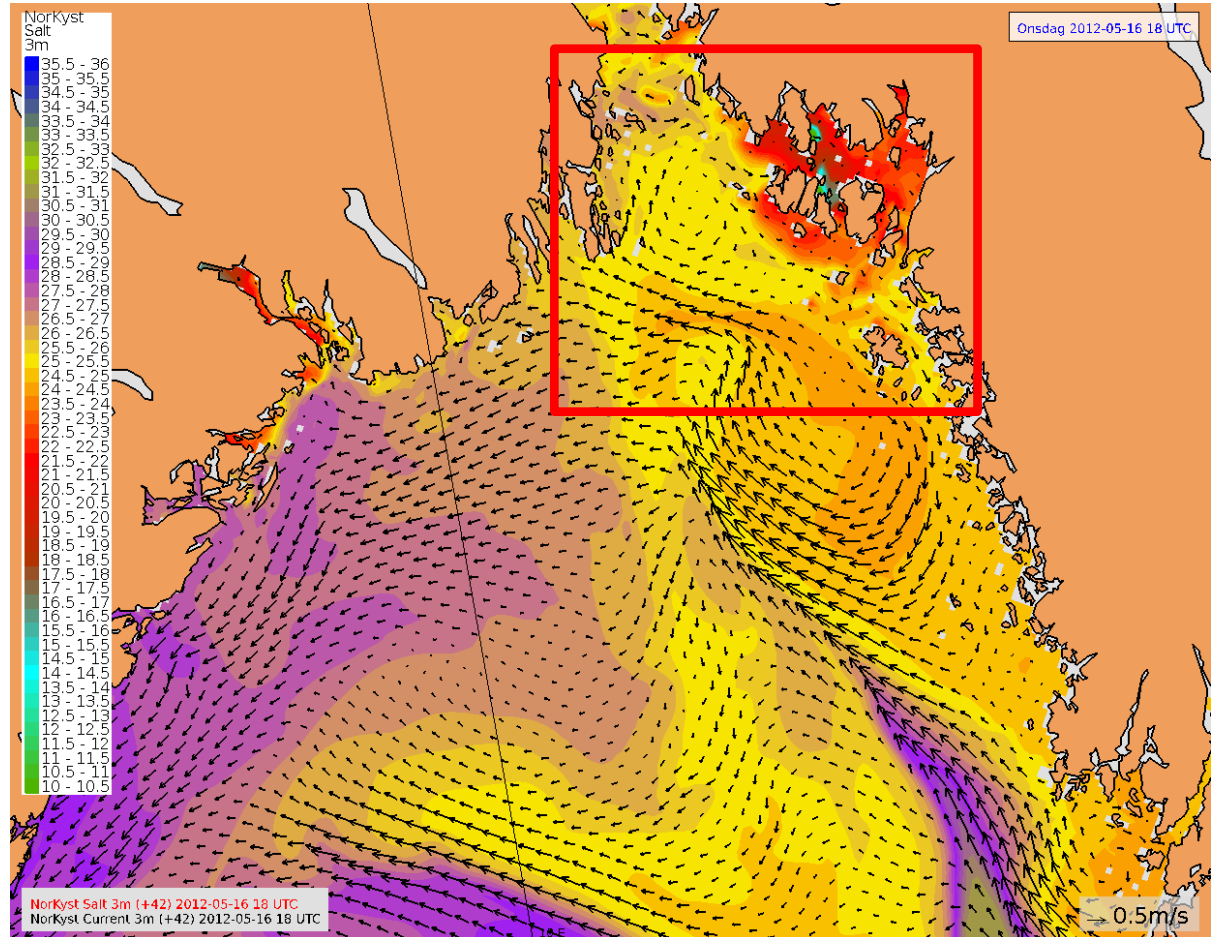 NorKyst
Salt
3m
35.5 - 36
35 - 35.5
34.5 - 35
34 - 34.5
33.5 - 34
33 - 33.5
32.5 - 33
32 - 32.5
31.5 - 32
31 - 31.5
30.5 - 31
30 - 30.5
29.5 - 30
29 - 29.5
28.5 - 29
28 - 28.5
27.5 - 28
27 - 27.5
26.5 - 27
26 - 26.5
25.5 - 26
25 - 25.5
24.5 - 25
24 - 24.5
23.5 - 24
23 - 23.5
22.5 - 23
22 - 22.5
21.5 - 22
21 - 21.5
20.5 - 21
20 - 20.5
19.5 - 20
19 - 19.5
18.5 - 19
18 - 18.5
17.5 - 18
17 - 17.5
16.5 - 17
16 - 16.5
15.5 - 16
15 - 15.5
14.5 - 15
14 - 14.5
13.5 - 14
13 - 13.5
12.5 - 13
12 - 12.5
11.5 - 12
11 - 11.5
10.5 - 11
10 - 10.5
Onsdag 2012-05-16 18 UTC
NorKyst Salt 3m (+42) 2012-05-16 18 UTC
NorKyst Current 3m (+42) 2012-05-16 18 UTC
10 E
0.5m/s